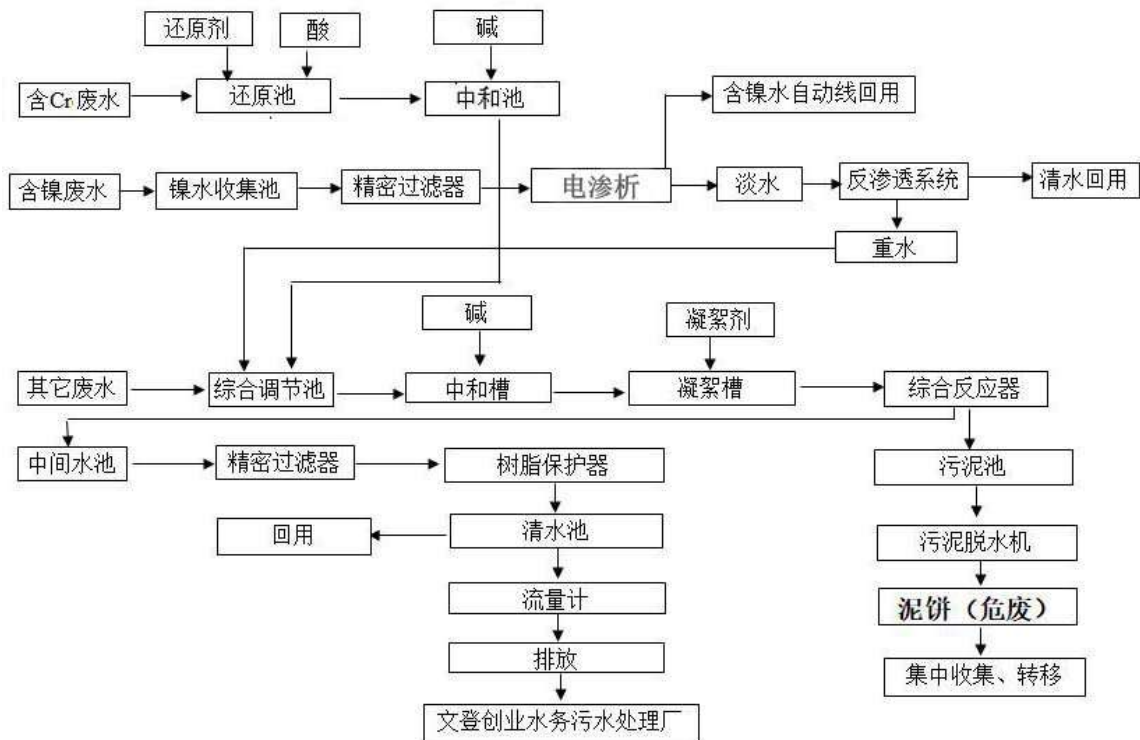 还原剂
酸
碱
含Cr废水
还原池
中和池
含镍水自动线回用
含镍废水
镍水收集池
精密过滤器
电渗析
淡水
反渗透系统
清水回用
重水
碱
凝絮剂
其它废水
综合调节池
中和槽
凝絮槽
综合反应器
中间水池
精密过滤器
树脂保护器
污泥池
回用
清水池
污泥脱水机
流量计
泥饼（危废）
排放
集中收集、转移
文登创业水务污水处理厂